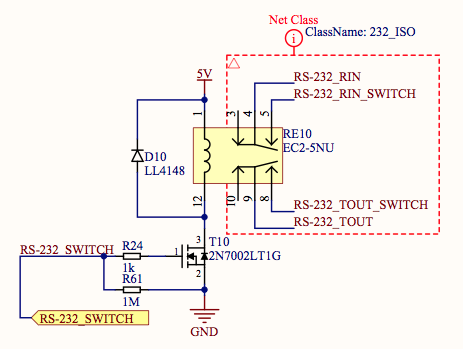 Net Class
i
ClassName: 232_ISO
5V
RS-232_RIN
RS-232_RIN_SWITCH
1
3
4
5
RE10
EC2-5NU
D10
LL4148
12
10
9
8
RS-232_TOUT_SWITCH
RS-232_TOUT
RS-232_SWITCH
R24
1k
1
3
2
T10
2N7002LT1G
R61
1M
RS-232_SWITCH
GND